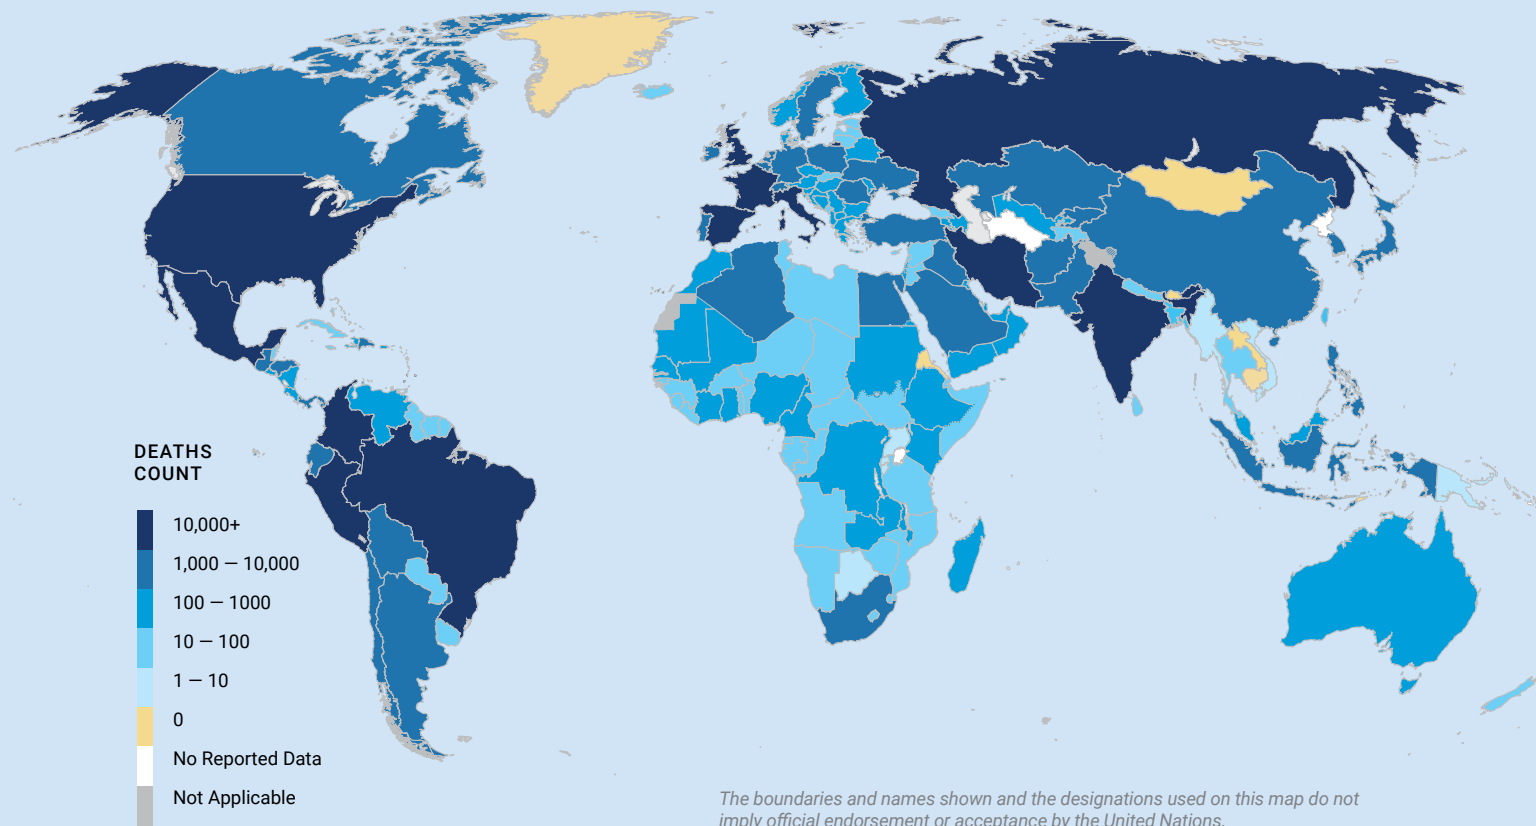 DEATHS
COUNT
10,000+
1,000 — 10,000
100 — 1000
10 — 100
1 — 10
0
No Reported Data
Not Applicable
The boundaries and names shown and the designations used on this map do not
imply official endorsement or acceptance by the United Nations.